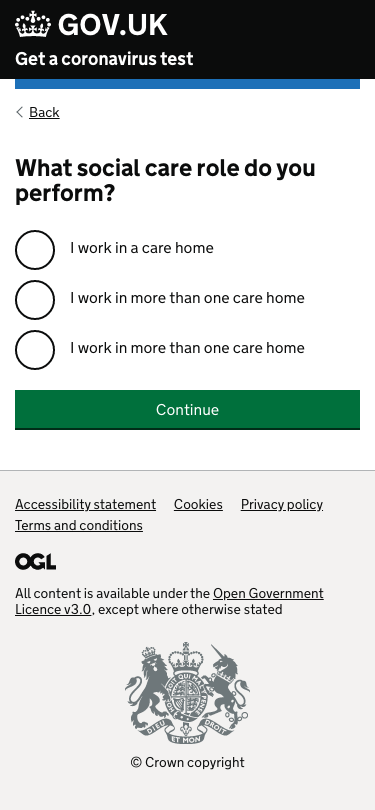 GOV.UK
Get a coronavirus test
Back
What social care role do you
perform?
I work in a care home
I work in more than one care home
I work in more than one care home
Continue
Accessibility statement Cookies Privacy policy
Terms and conditions
OGL
All content is available under the Open Government
Licence v3.0, except where otherwise stated
DIEU ET MON DROIT
© Crown copyright